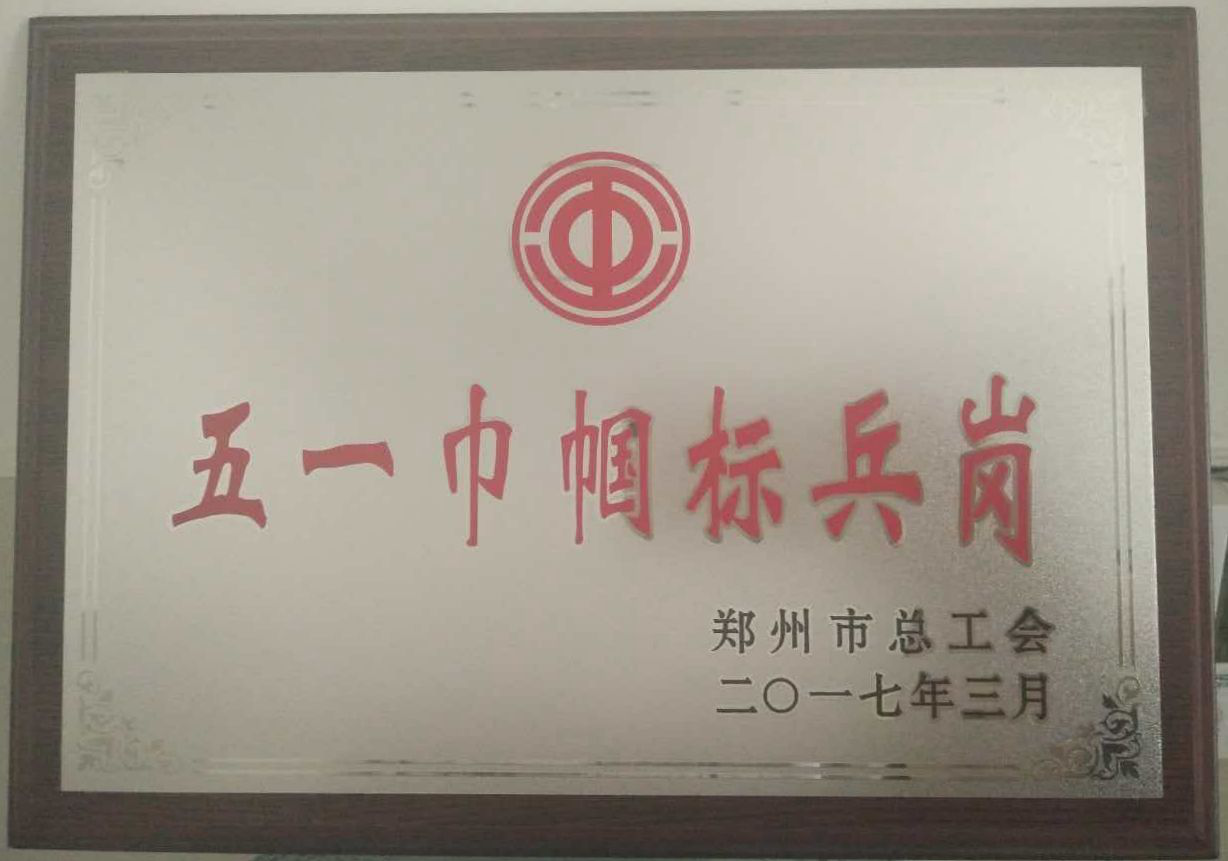 五一巾帼标兵岗
郑州市总工会
二〇一七年三月